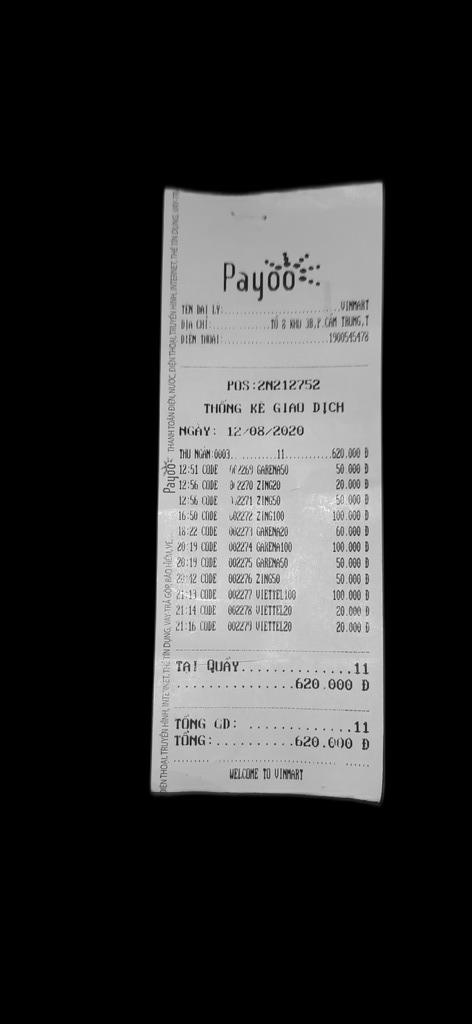 Payoo
TÊN ĐẠI LÝ:........................VINMART
ĐỊA CHỈ:............TỔ 8 KHU 3B,P.CẨM TRUNG,T
ĐIỆN THOẠI:......................1900545478
POS:2N212752
THỐNG KÊ GIAO DỊCH
NGÀY: 12/08/2020
THU NGÂN:0003..........11...........620.000 Đ
12:51 CODE 002269 GARENA50 50.000 Đ
12:56 CODE 002270 ZING20 20.000 Đ
12:56 CODE 002271 ZING50 50.000 Đ
16:50 CODE 002272 ZING100 100.000 Đ
18:22 CODE 002273 GARENA20 60.000 Đ
20:19 CODE 002274 GARENA100 100.000 Đ
20:19 CODE 002275 GARENA50 50.000 Đ
20:42 CODE 002276 ZING50 50.000 Đ
21:13 CODE 002277 VIETTEL100 100.000 Đ
21:14 CODE 002278 VIETTEL20 20.000 Đ
21:16 CODE 002279 VIETTEL20 20.000 Đ
TẠI QUẦY.............11
..............620.000 Đ
TỔNG GD: .............11
TỔNG:..........620.000 Đ
WELCOME TO VINMART
Payoo THANH TOÁN ĐIỆN, NƯỚC, ĐIỆN THOẠI, TRUYỀN HÌNH, INTERNET, THẺ TÍN DỤNG, VAY-TRẢ
ĐIỆN THOẠI, TRUYỀN HÌNH, INTERNET, THẺ TÍN DỤNG, VAY-TRẢ GÓP, BẢO HIỂM, VÉ...